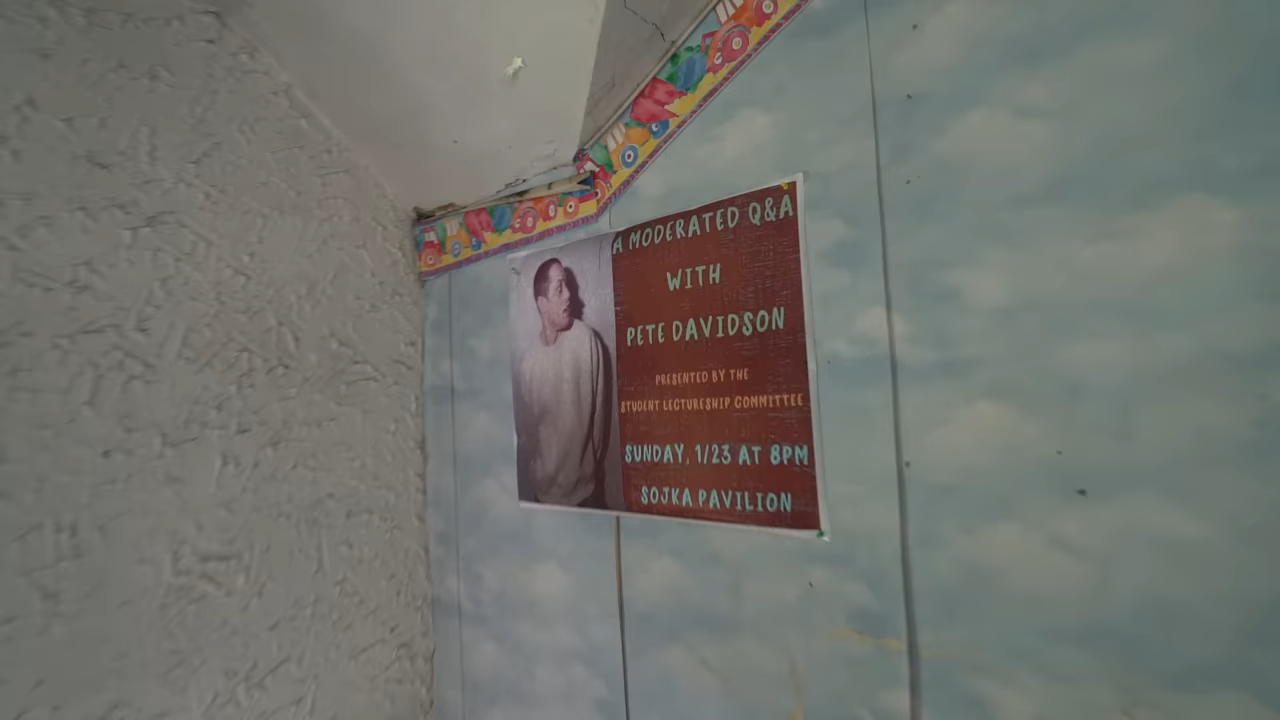 A MODERATED Q&A
WITH
PETE DAVIDSON
PRESENTED BY THE
STUDENT LECTURESHIP COMMITTEE
SUNDAY, 1/23 AT 8PM
SOJKA PAVILION